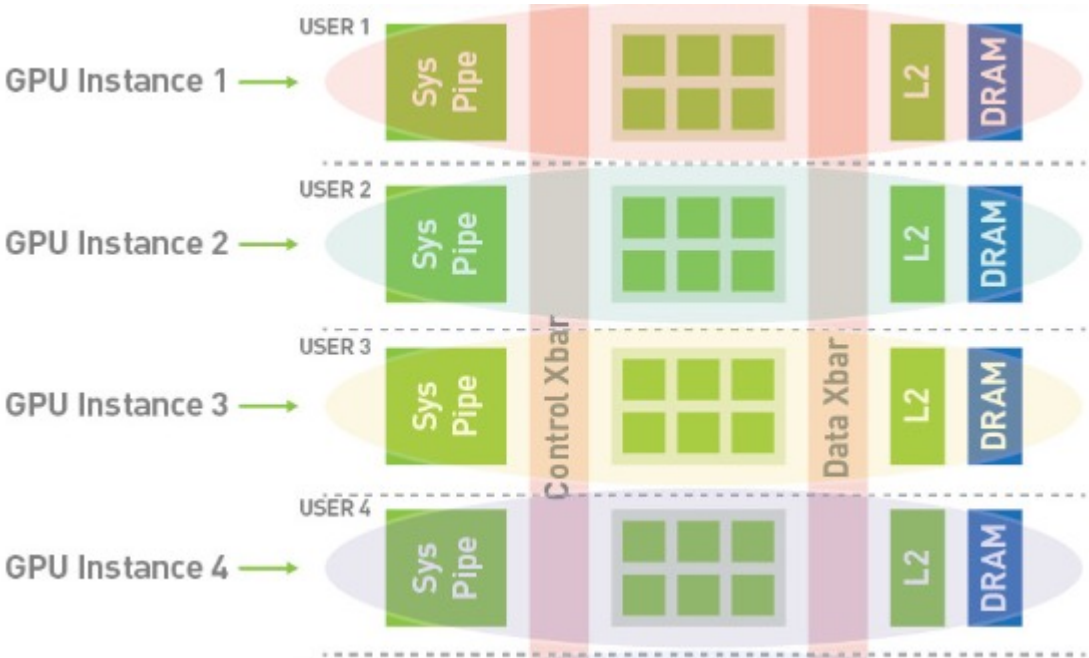 USER 1
GPU Instance 1
Sys
Pipe
L2
DRAM
USER 2
GPU Instance 2
Sys
Pipe
L2
DRAM
Control Xbar
Data Xbar
USER 3
GPU Instance 3
Sys
Pipe
L2
DRAM
USER 4
GPU Instance 4
Sys
Pipe
L2
DRAM